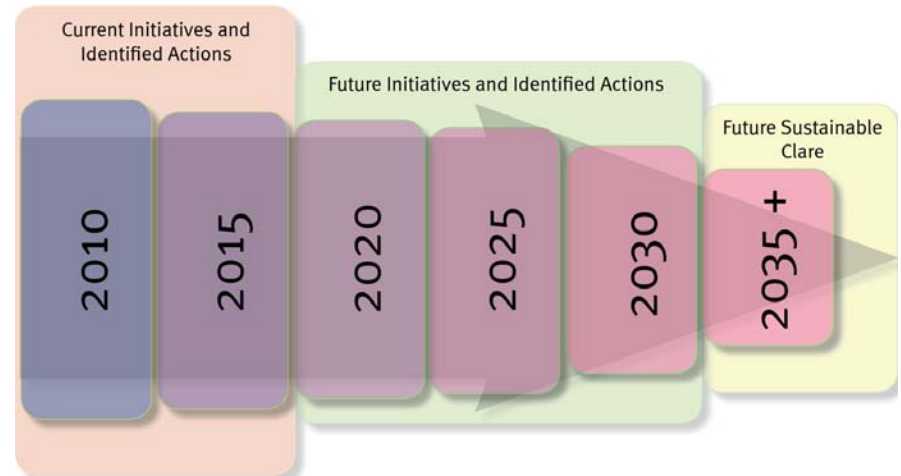 Current Initiatives and
Identified Actions
Future Initiatives and Identified Actions
Future Sustainable
Clare
2010
2015
2020
2025
2030
2035 +